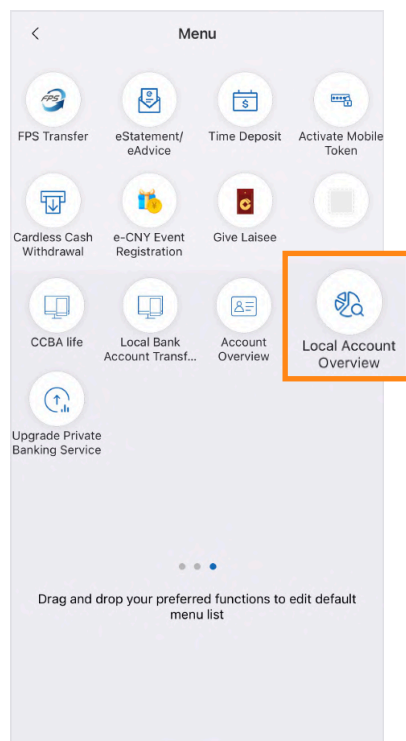 Menu
FPS
FPS Transfer
eStatement/
eAdvice
Time Deposit
Activate Mobile
Token
Cardless Cash
Withdrawal
e-CNY Event
Registration
Give Laisee
CCBA life
Local Bank
Account Transf...
Account
Overview
Local Account
Overview
Upgrade Private
Banking Service
Drag and drop your preferred functions to edit default
menu list